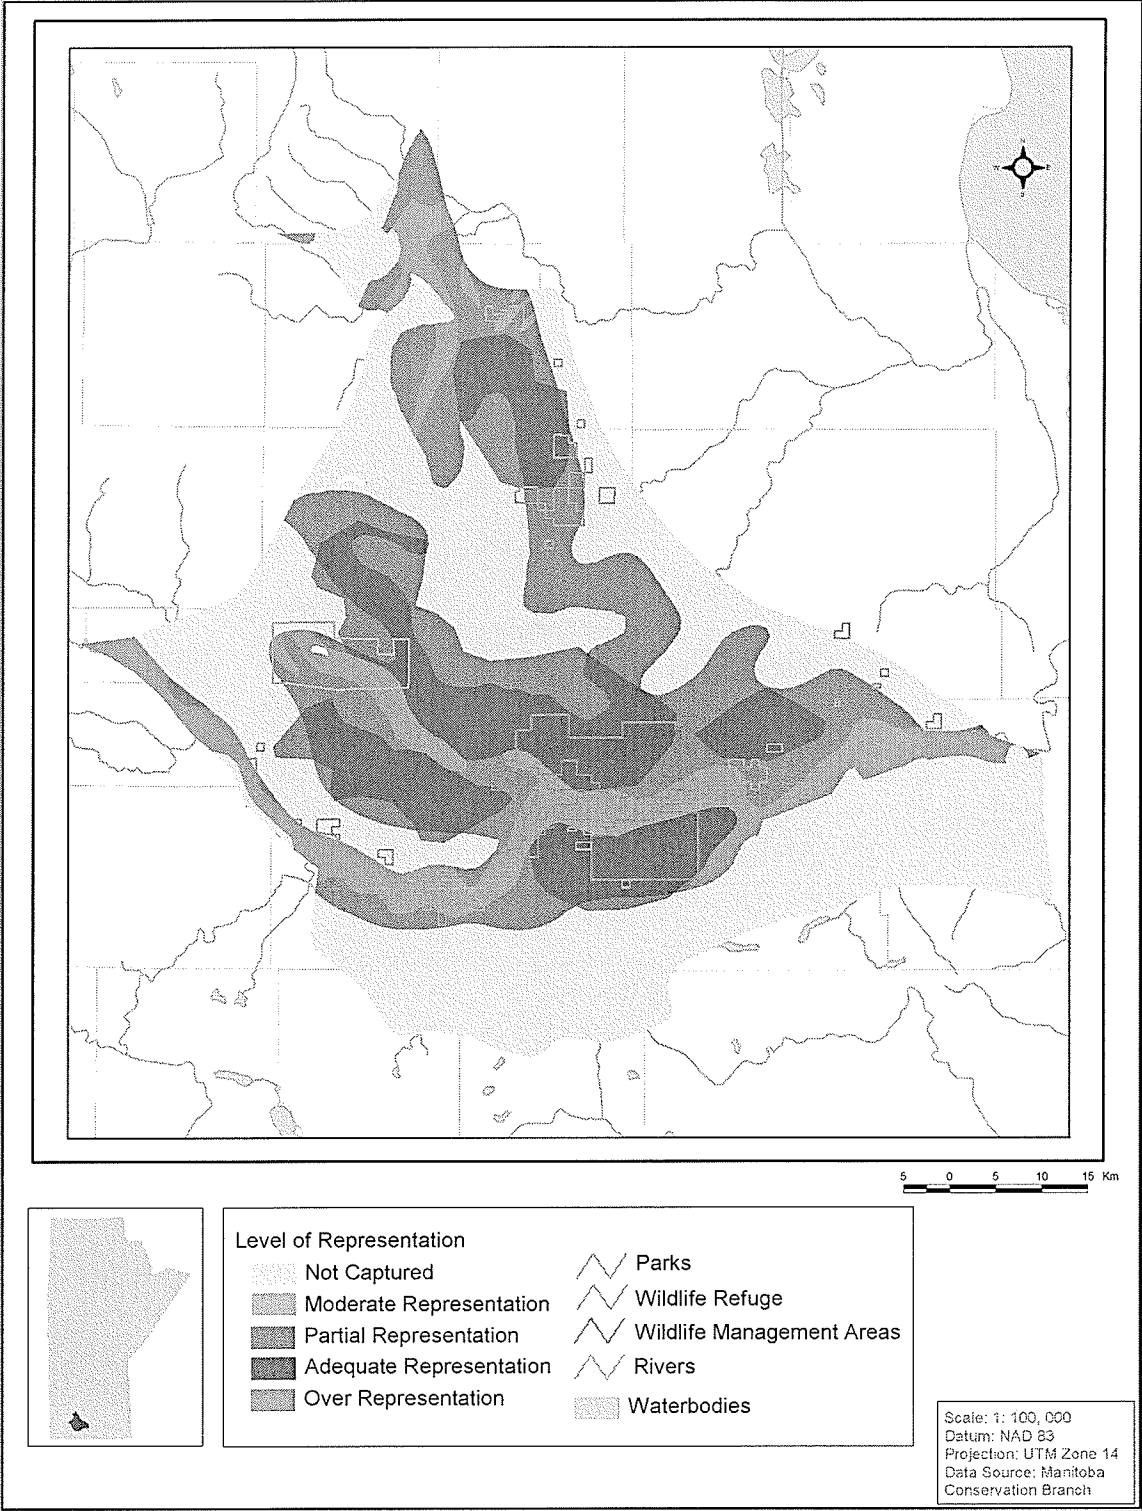 W E
S
5 0 5 10 15 Km
Level of Representation
Not Captured
Moderate Representation
Partial Representation
Adequate Representation
Over Representation
Parks
Wildlife Refuge
Wildlife Management Areas
Rivers
Waterbodies
Scale: 1: 100, 000
Datum: NAD 83
Projection: UTM Zone 14
Data Source: Manitoba
Conservation Branch